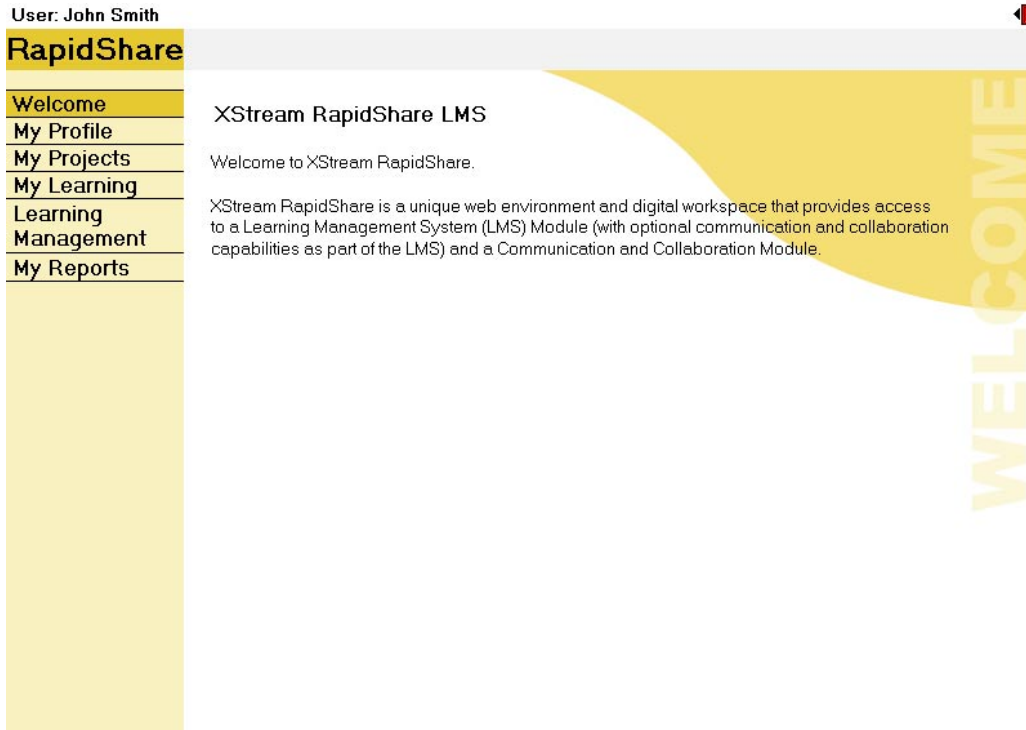 User: John Smith
RapidShare
Welcome
My Profile
My Projects
My Learning
Learning
Management
My Reports
XStream RapidShare LMS
Welcome to XStream RapidShare.
XStream RapidShare is a unique web environment and digital workspace that provides access
to a Learning Management System (LMS) Module (with optional communication and collaboration
capabilities as part of the LMS) and a Communication and Collaboration Module.
WELCOME